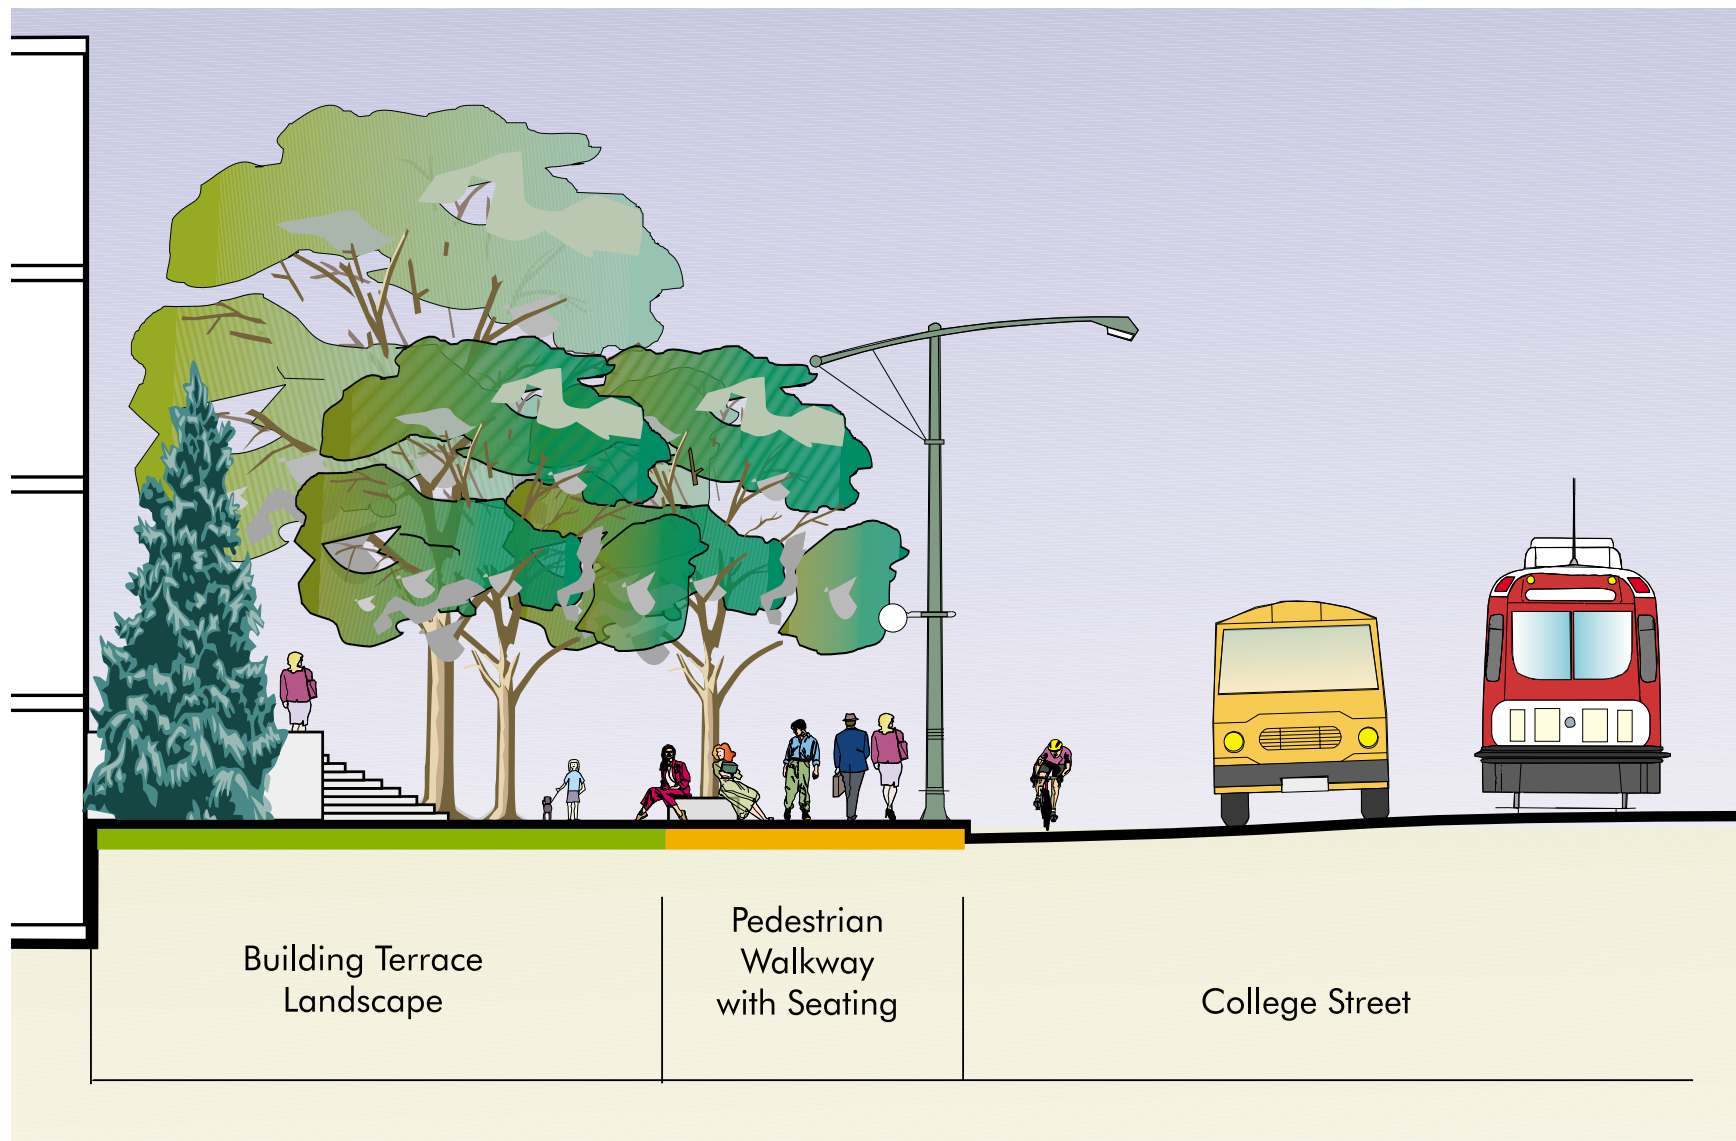 Building Terrace
Landscape
Pedestrian
Walkway
with Seating
College Street